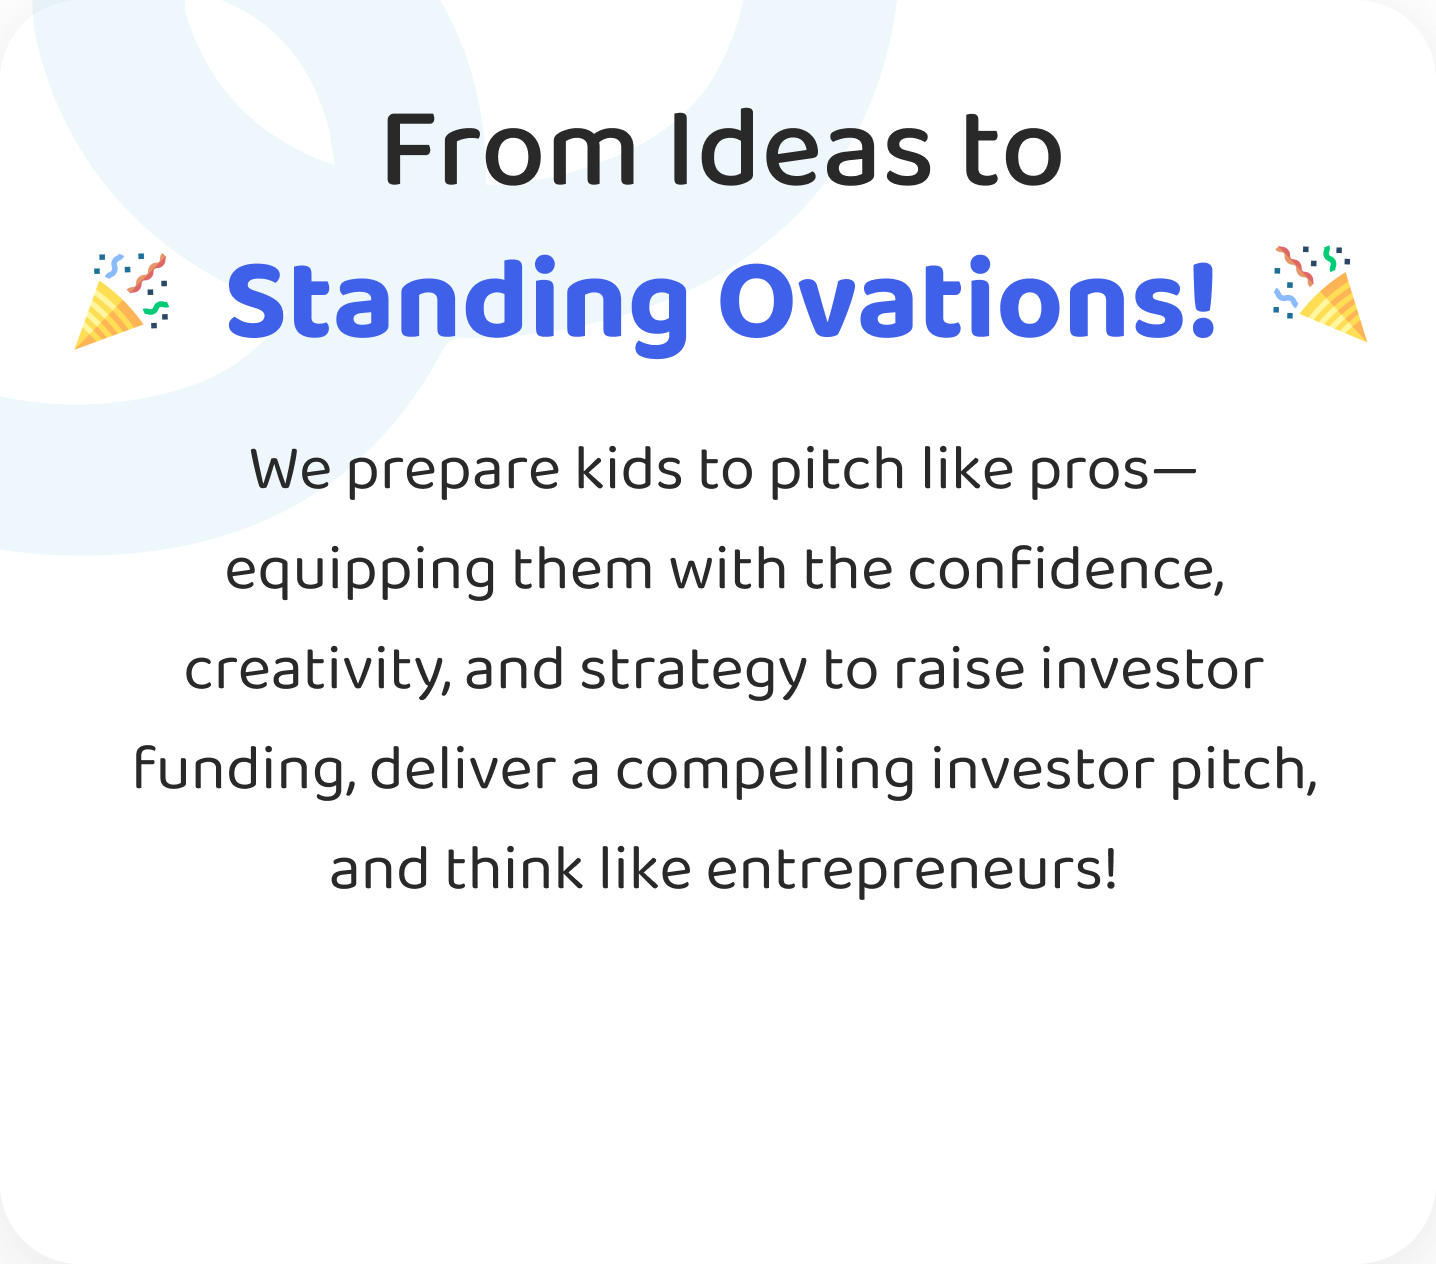 From Ideas to
Standing Ovations!
We prepare kids to pitch like pros—
equipping them with the confidence,
creativity, and strategy to raise investor
funding, deliver a compelling investor pitch,
and think like entrepreneurs!